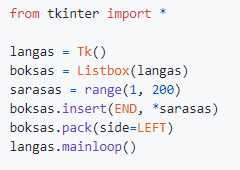 from tkinter import *

langas = Tk()
boksas = Listbox(langas)
sarasas = range(1, 200)
boksas.insert(END, *sarasas)
boksas.pack(side=LEFT)
langas.mainloop()